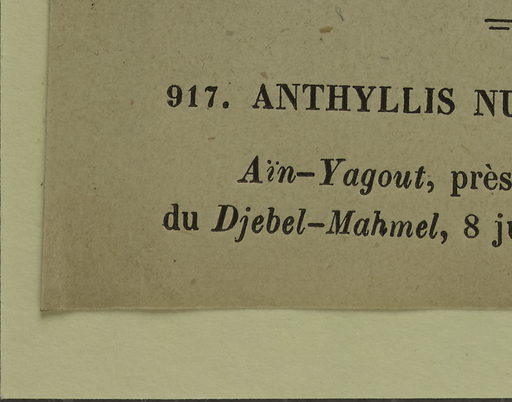 917. ANTHYLLIS NU
Aïn-Yagout, près
du Djebel-Mahmel, 8 ju